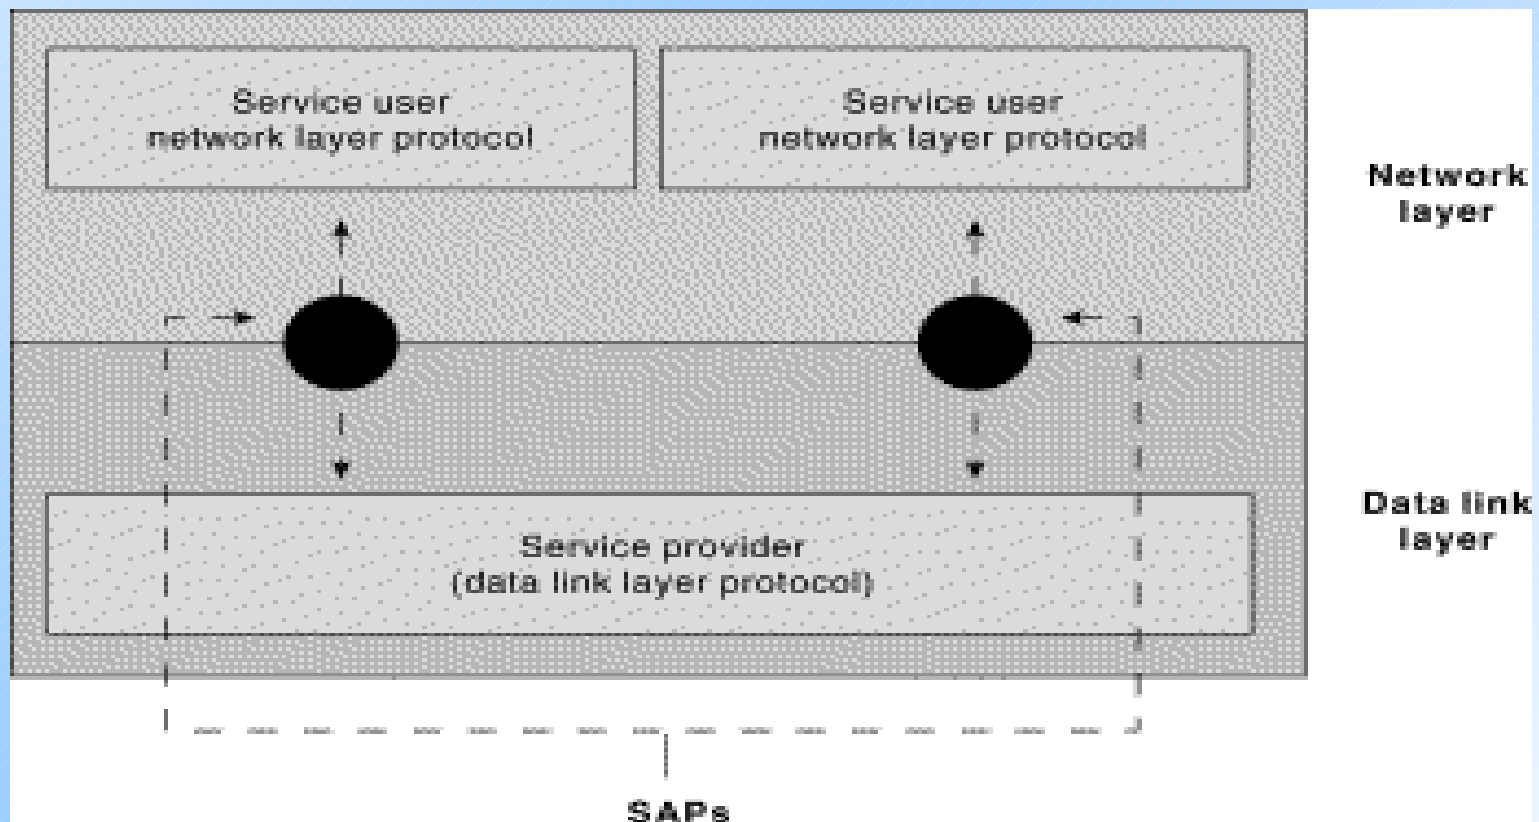 Service user
network layer protocol
Service user
network layer protocol
Network
layer
Data link
layer
Service provider
(data link layer protocol)
SAPs